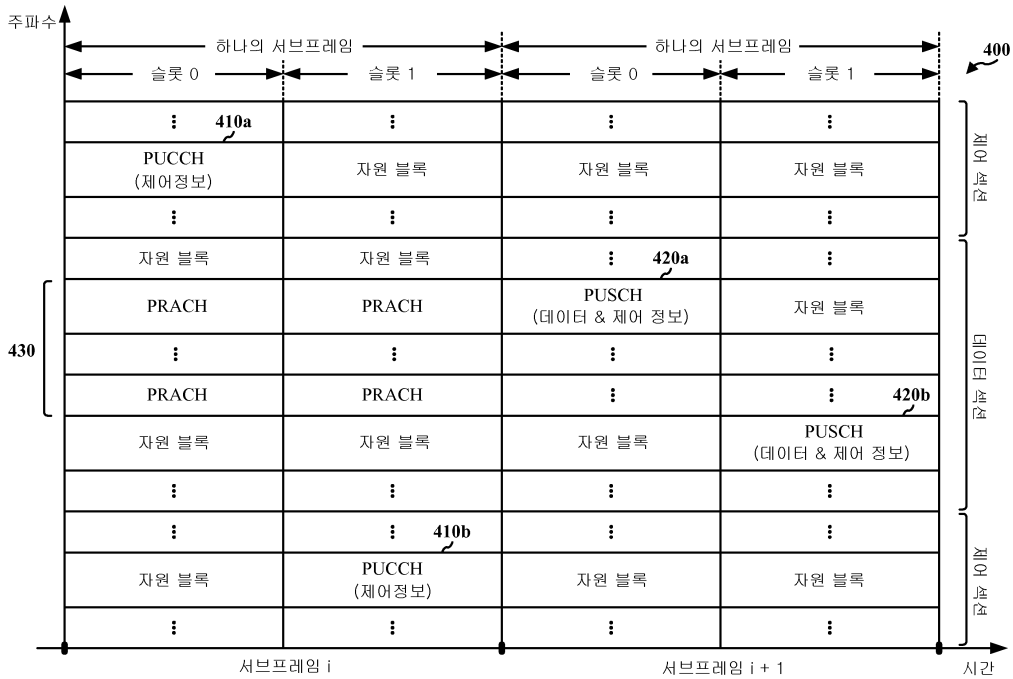 주파수
하나의 서브프레임 하나의 서브프레임
400
슬롯 0 슬롯 1 슬롯 0 슬롯 1
410a
PUCCH
(제어정보) 자원 블록 자원 블록 자원 블록
제어 섹션
자원 블록 자원 블록
420a
PRACH PRACH PUSCH
(데이터 & 제어 정보) 자원 블록
430
데이터 섹션
PRACH PRACH
420b
자원 블록 자원 블록 자원 블록 PUSCH
(데이터 & 제어 정보)
410b
자원 블록 PUCCH
(제어정보) 자원 블록 자원 블록
제어 섹션
서브프레임 i 서브프레임 i + 1 시간